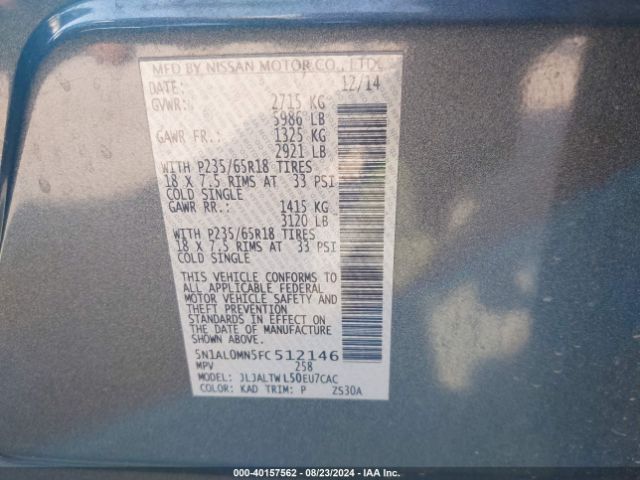 MFD BY NISSAN MOTOR CO., LTD.
DATE: 12/14
GVWR: 2715 KG
5986 LB
GAWR FR.: 1325 KG
2921 LB
WITH P235/65R18 TIRES
18 X 7.5 RIMS AT 33 PSI
COLD SINGLE
GAWR RR.: 1415 KG
3120 LB
WITH P235/65R18 TIRES
18 X 7.5 RIMS AT 33 PSI
COLD SINGLE
THIS VEHICLE CONFORMS TO
ALL APPLICABLE FEDERAL
MOTOR VEHICLE SAFETY AND
THEFT PREVENTION
STANDARDS IN EFFECT ON
THE DATE OF MANUFACTURE
SHOWN ABOVE.
5N1AL0MN5FC512146
MPV 258
MODEL: JLJALTWL50EU7CAC
COLOR: KAD TRIM: P ZS30A
000-40157562 - 08/23/2024 - IAA Inc.